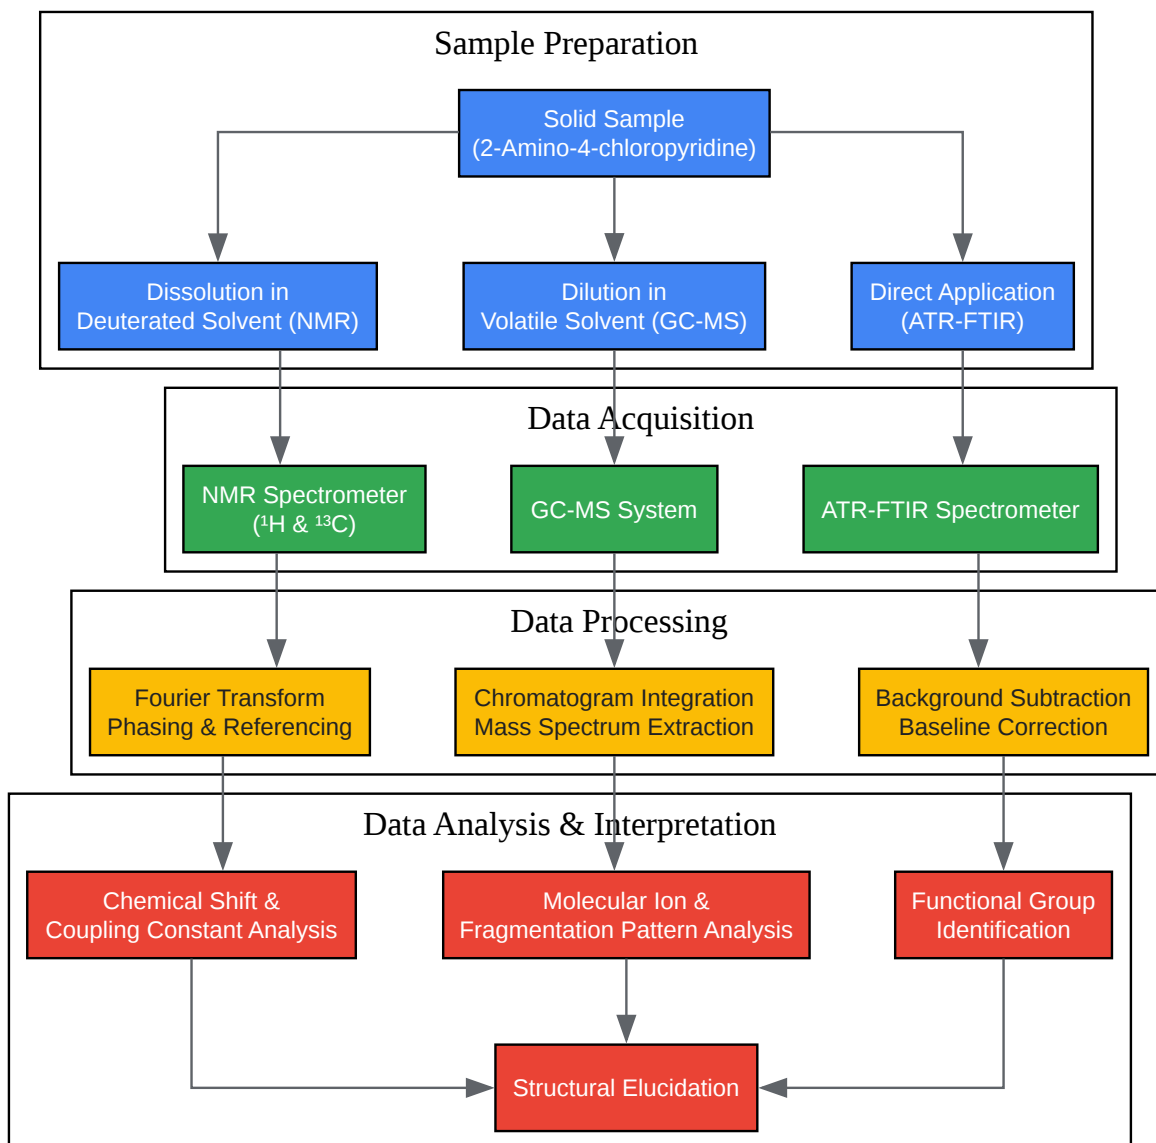 Sample Preparation
Solid Sample
(2-Amino-4-chloropyridine)
Dissolution in
Deuterated Solvent (NMR)
Dilution in
Volatile Solvent (GC-MS)
Direct Application
(ATR-FTIR)
Data Acquisition
NMR Spectrometer
(¹H & ¹³C)
GC-MS System
ATR-FTIR Spectrometer
Data Processing
Fourier Transform
Phasing & Referencing
Chromatogram Integration
Mass Spectrum Extraction
Background Subtraction
Baseline Correction
Data Analysis & Interpretation
Chemical Shift &
Coupling Constant Analysis
Molecular Ion &
Fragmentation Pattern Analysis
Functional Group
Identification
Structural Elucidation